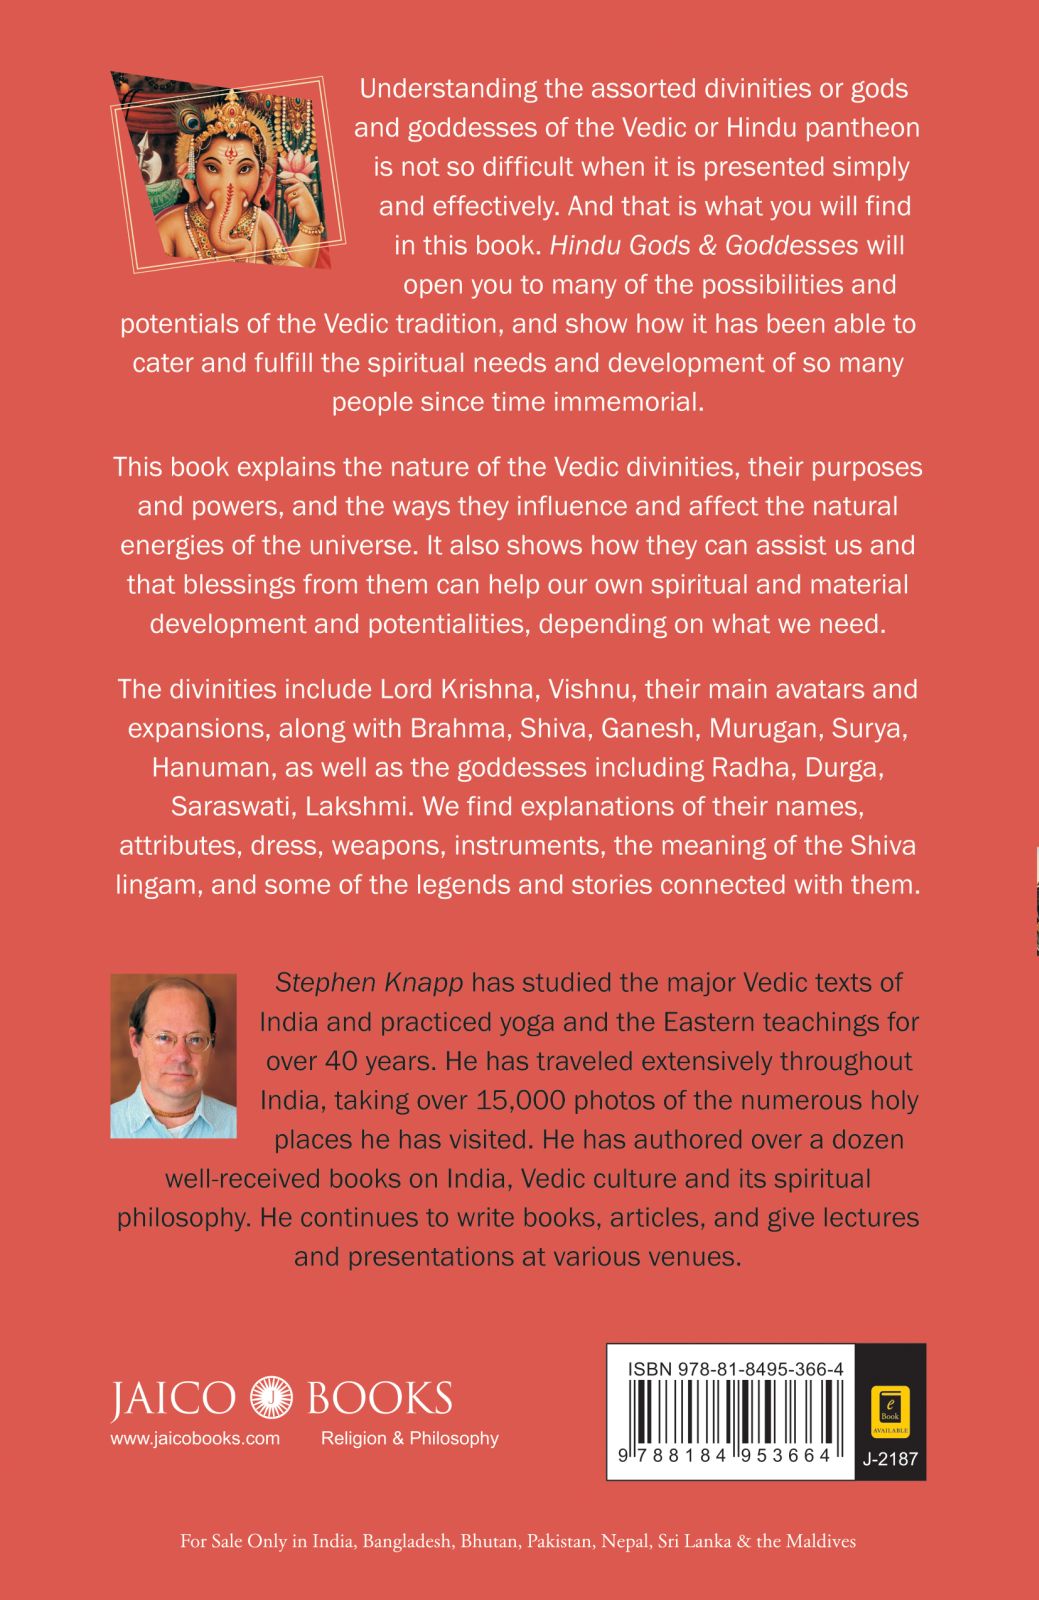 Understanding the assorted divinities or gods
and goddesses of the Vedic or Hindu pantheon
is not so difficult when it is presented simply
and effectively. And that is what you will find
in this book. Hindu Gods & Goddesses will
open you to many of the possibilities and
potentials of the Vedic tradition, and show how it has been able to
cater and fulfill the spiritual needs and development of so many
people since time immemorial.
This book explains the nature of the Vedic divinities, their purposes
and powers, and the ways they influence and affect the natural
energies of the universe. It also shows how they can assist us and
that blessings from them can help our own spiritual and material
development and potentialities, depending on what we need.
The divinities include Lord Krishna, Vishnu, their main avatars and
expansions, along with Brahma, Shiva, Ganesh, Murugan, Surya,
Hanuman, as well as the goddesses including Radha, Durga,
Saraswati, Lakshmi. We find explanations of their names,
attributes, dress, weapons, instruments, the meaning of the Shiva
lingam, and some of the legends and stories connected with them.
Stephen Knapp has studied the major Vedic texts of
India and practiced yoga and the Eastern teachings for
over 40 years. He has traveled extensively throughout
India, taking over 15,000 photos of the numerous holy
places he has visited. He has authored over a dozen
well-received books on India, Vedic culture and its spiritual
philosophy. He continues to write books, articles, and give lectures
and presentations at various venues.
JAICO J BOOKS
www.jaicobooks.com Religion & Philosophy
ISBN 978-81-8495-366-4
9 788184 953664
e
Book
AVAILABLE
J-2187
For Sale Only in India, Bangladesh, Bhutan, Pakistan, Nepal, Sri Lanka & the Maldives